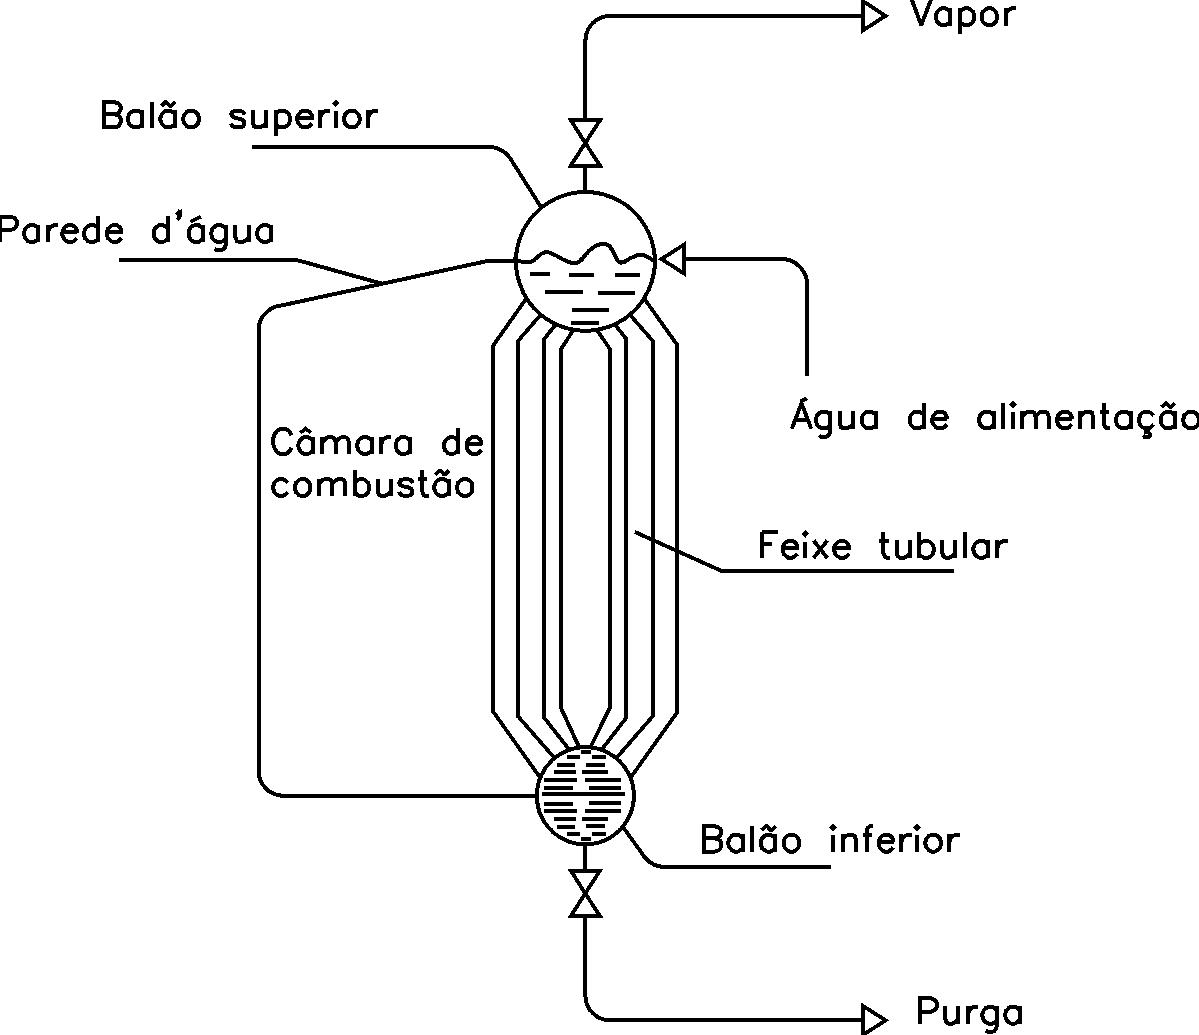 Vapor
Balão superior
Parede d'água
Água de alimentação
Câmara de
combustão
Feixe tubular
Balão inferior
Purga